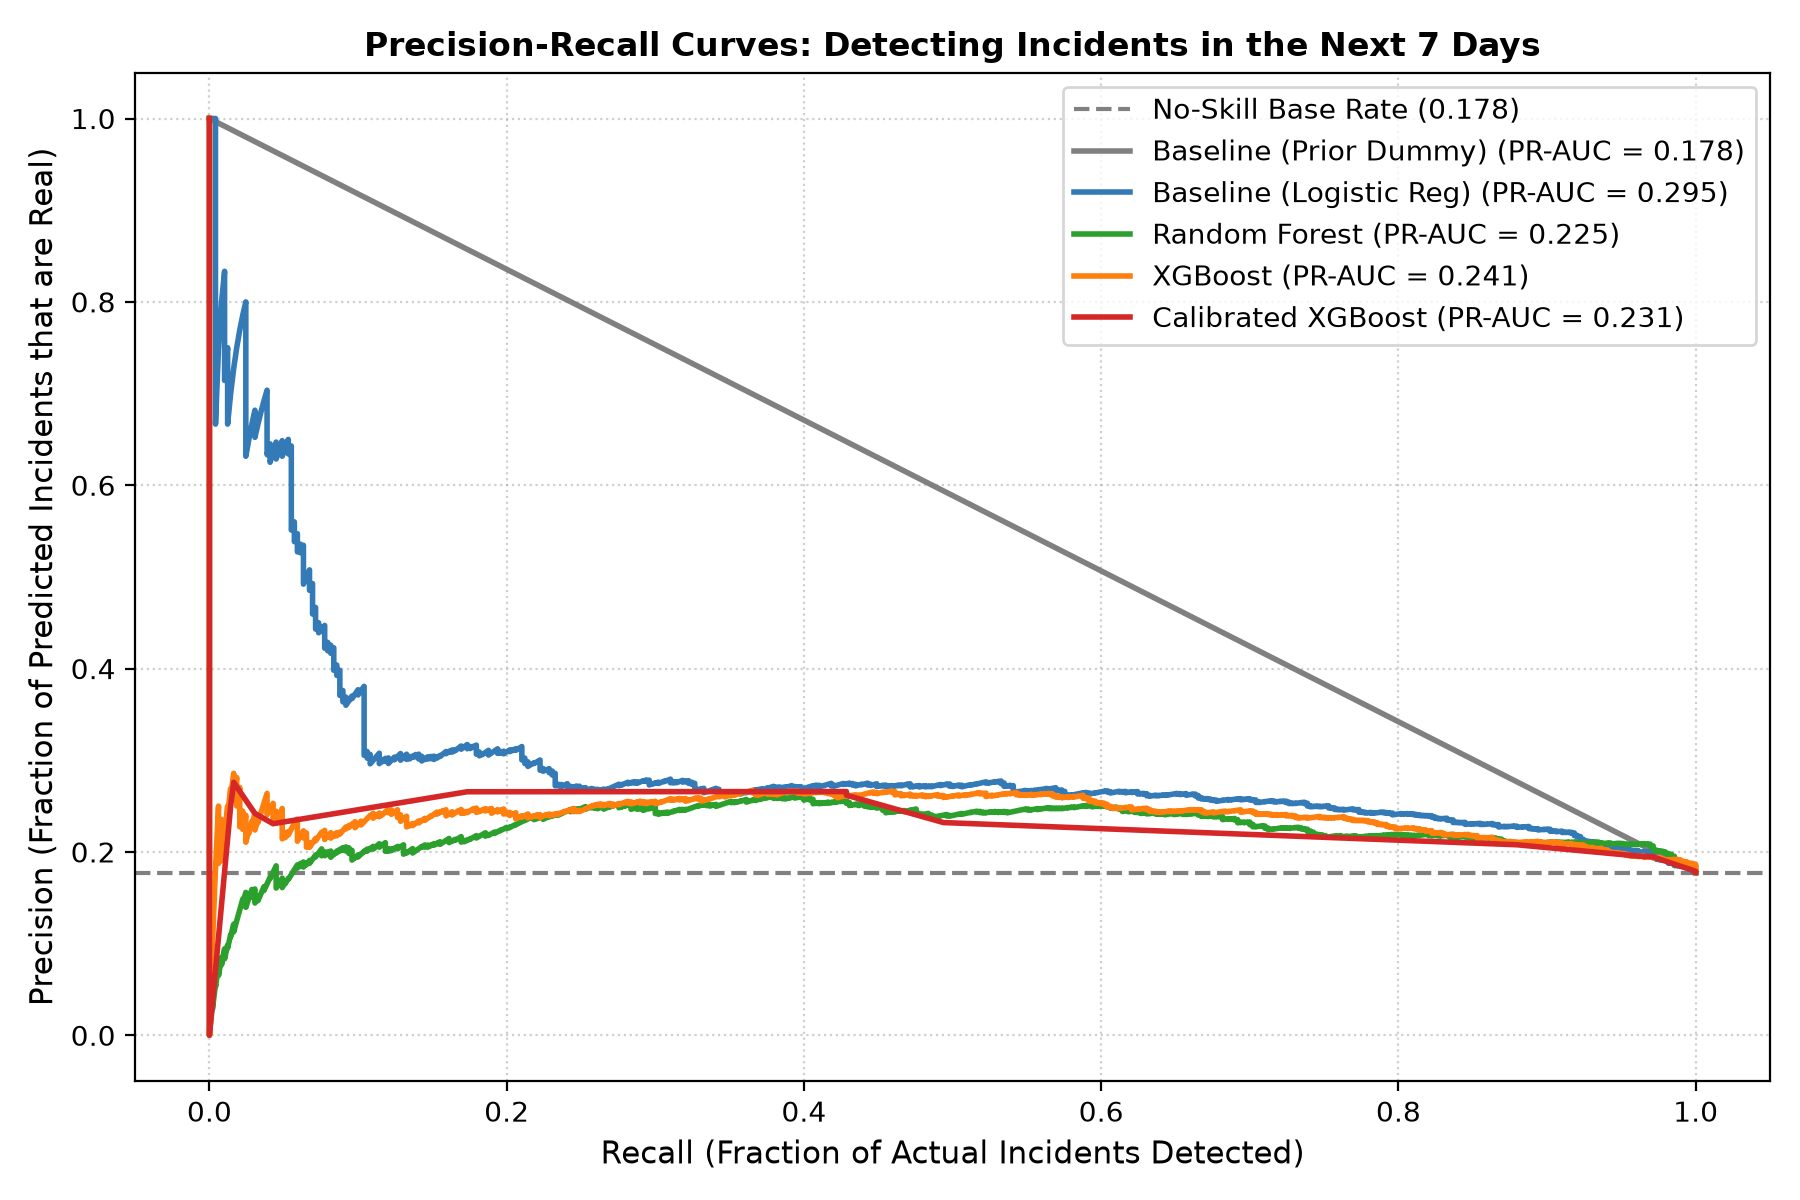 Precision-Recall Curves: Detecting Incidents in the Next 7 Days
No-Skill Base Rate (0.178)
Baseline (Prior Dummy) (PR-AUC = 0.178)
Baseline (Logistic Reg) (PR-AUC = 0.295)
Random Forest (PR-AUC = 0.225)
XGBoost (PR-AUC = 0.241)
Calibrated XGBoost (PR-AUC = 0.231)
Precision (Fraction of Predicted Incidents that are Real)
1.0
0.8
0.6
0.4
0.2
0.0
0.0 0.2 0.4 0.6 0.8 1.0
Recall (Fraction of Actual Incidents Detected)